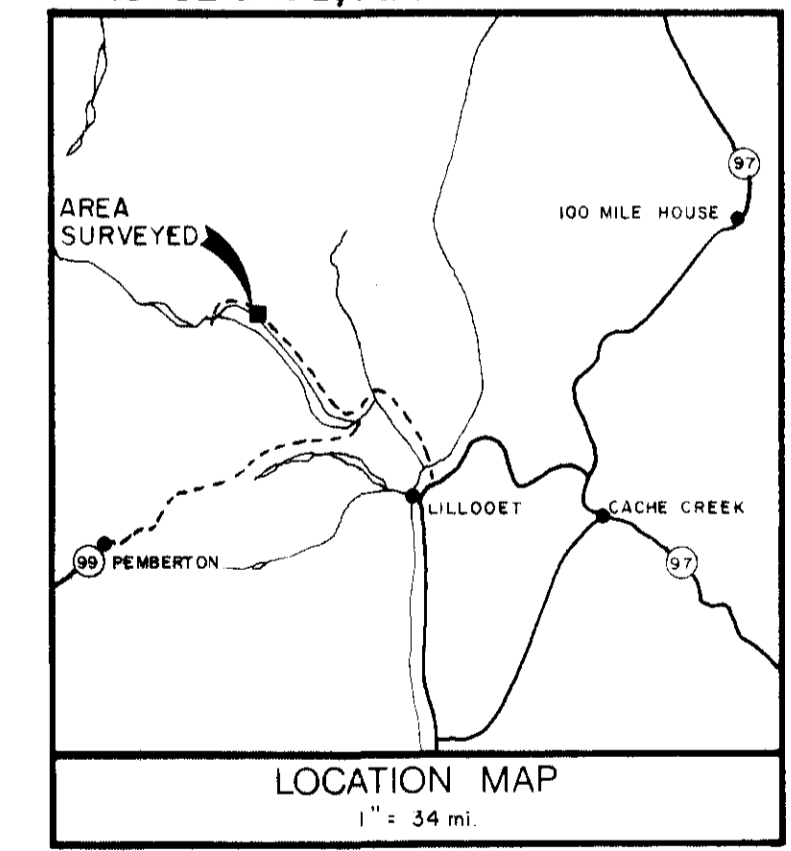 97
100 MILE HOUSE
AREA
SURVEYED
LILLOOET
CACHE CREEK
99 PEMBERTON
97
LOCATION MAP
1" = 34 mi.